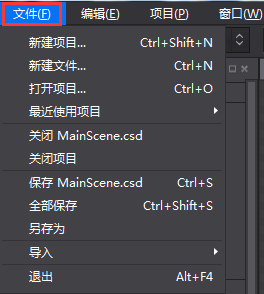 文件(F) 编辑(E) 项目(P) 窗口(W)
新建项目... Ctrl+Shift+N
新建文件... Ctrl+N
打开项目... Ctrl+O
最近使用项目
关闭 MainScene.csd
关闭项目
保存 MainScene.csd Ctrl+S
全部保存 Ctrl+Shift+S
另存为
导入
退出 Alt+F4